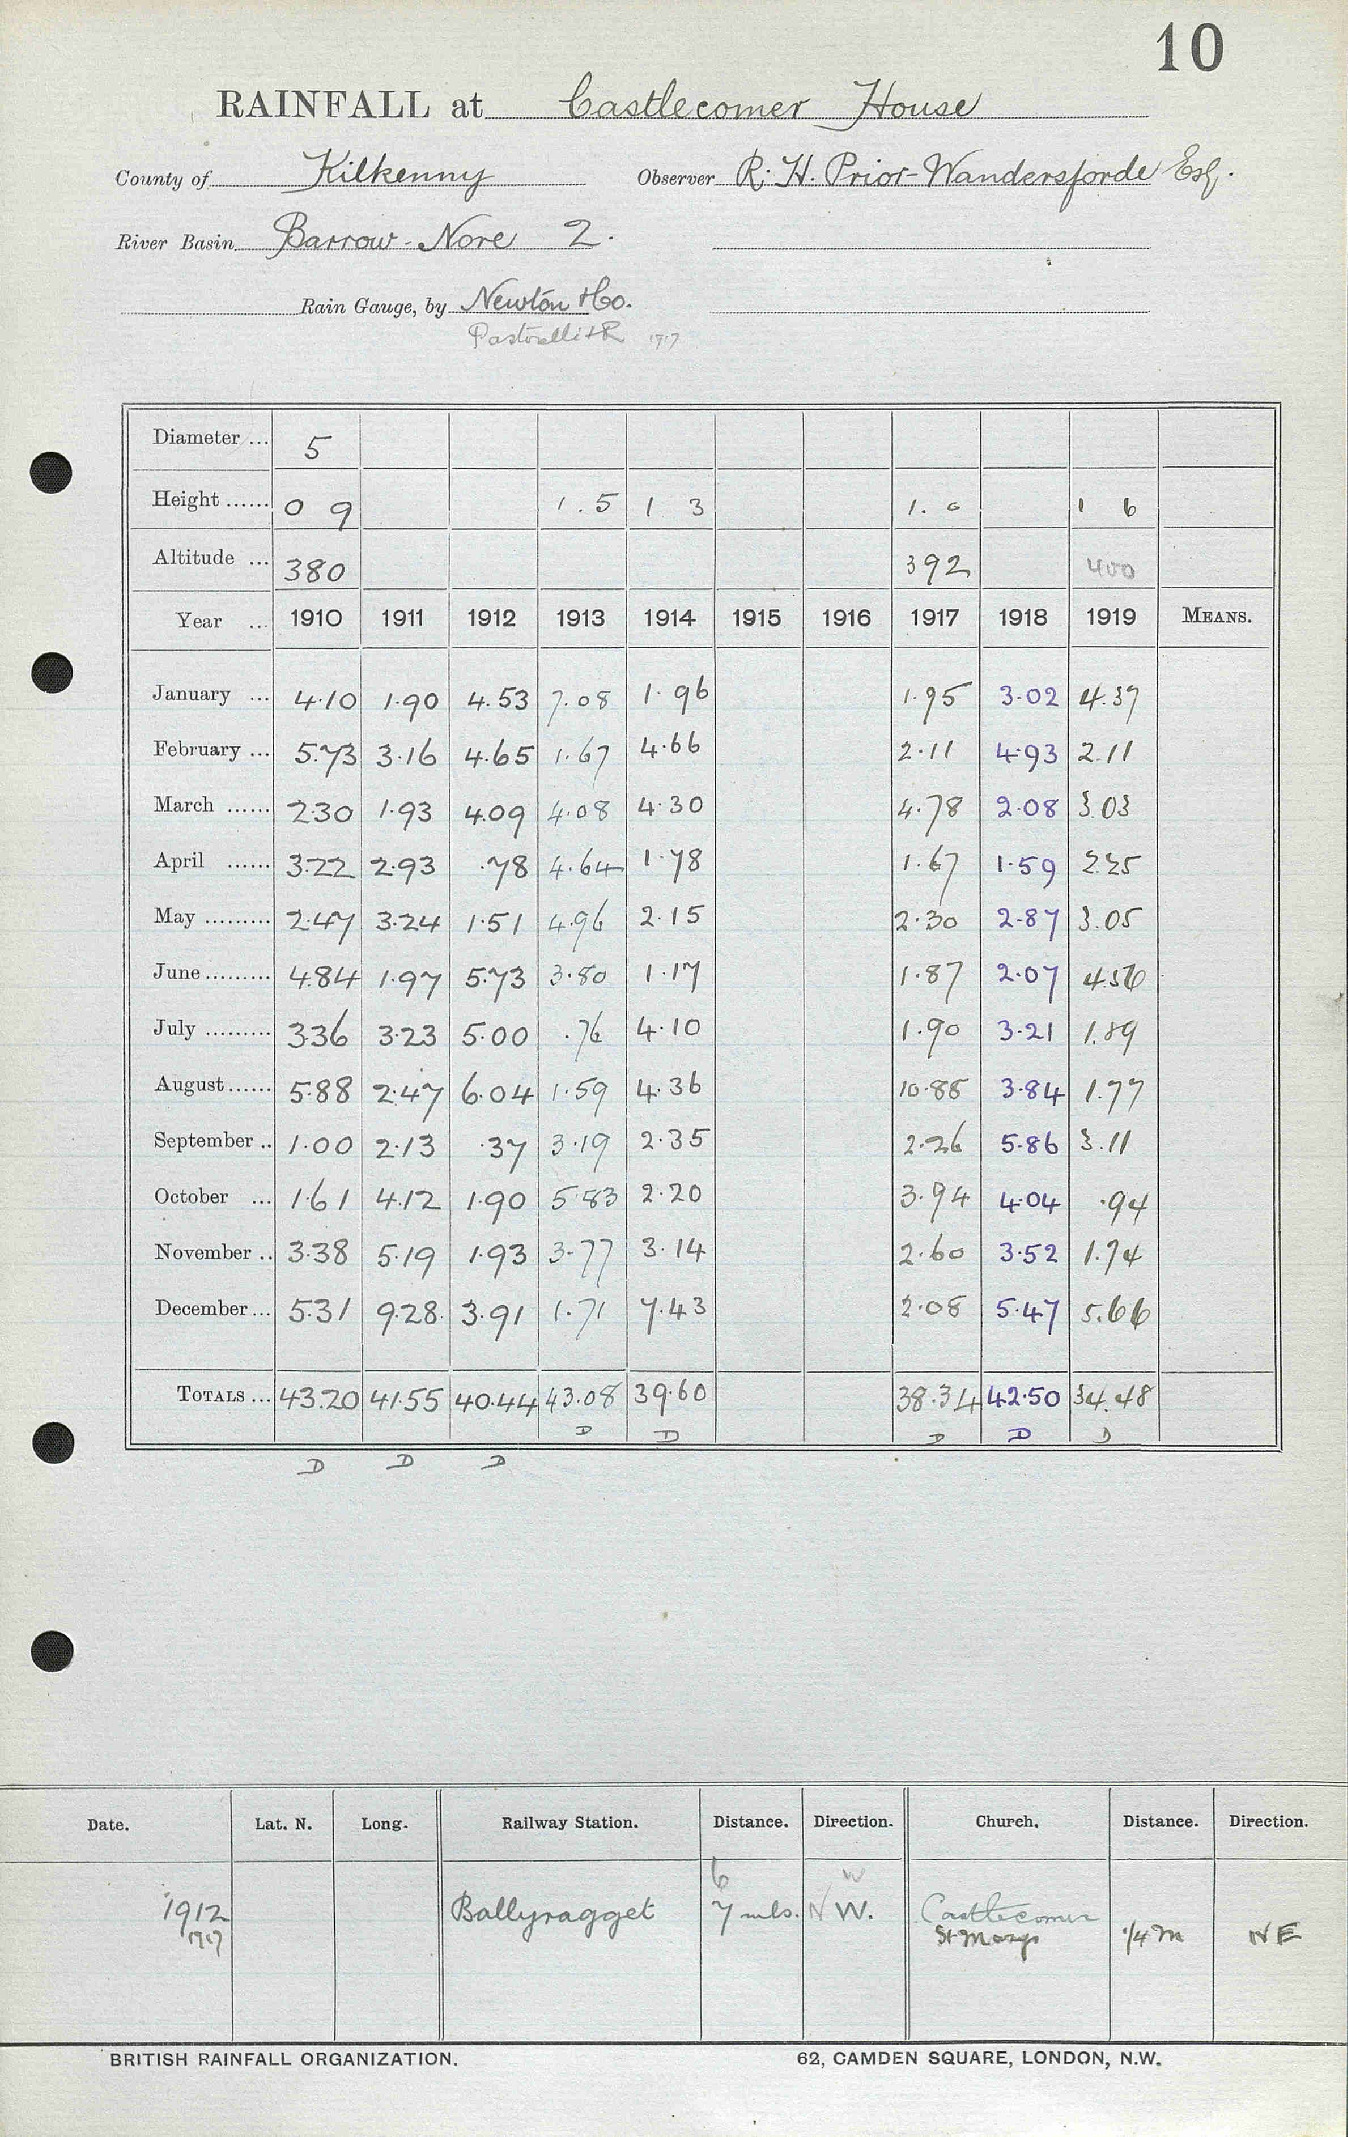 10
RAINFALL at Castlecomer House
County of Kilkenny Observer R. H. Prior-Wandersforde Esq.
River Basin. Barrow-Nore 2.
Rain Gauge, by Newton & Co.
Pastorelli & R 1917
Diameter ... 5
Height ...... 0 9 1.5 1 3 1.0 1 6
Altitude ... 380 392 400
Year ... 1910 1911 1912 1913 1914 1915 1916 1917 1918 1919 MEANS.
January ... 4.10 1.90 4.53 7.08 1.96 1.95 3.02 4.37
February ... 5.73 3.16 4.65 1.67 4.66 2.11 4.93 2.11
March ...... 2.30 1.93 4.09 4.08 4.30 4.78 2.08 3.03
April ...... 3.22 2.93 .78 4.64 1.78 1.67 1.59 2.25
May ......... 2.47 3.24 1.51 4.96 2.15 2.30 2.87 3.05
June ......... 4.84 1.97 5.73 3.80 1.17 1.87 2.07 4.56
July ......... 3.36 3.23 5.00 .76 4.10 1.90 3.21 1.89
August ...... 5.88 2.47 6.04 1.59 4.36 10.88 3.84 1.77
September .. 1.00 2.13 .37 3.19 2.35 2.26 5.86 3.11
October ... 1.61 4.12 1.90 5.83 2.20 3.94 4.04 .94
November .. 3.38 5.19 1.93 3.77 3.14 2.60 3.52 1.74
December ... 5.31 9.28 3.91 1.71 7.43 2.08 5.47 5.66
TOTALS ... 43.20 41.55 40.44 43.08 39.60 38.34 42.50 34.48
D D D D D
D D D
Date. Lat. N. Long. Railway Station. Distance. Direction. Church. Distance. Direction.
6 W
1912 Ballyragget 7 mls. N W. Castlecomer
1917 St Marys 1/4 m N E
BRITISH RAINFALL ORGANIZATION. 62, CAMDEN SQUARE, LONDON, N.W.